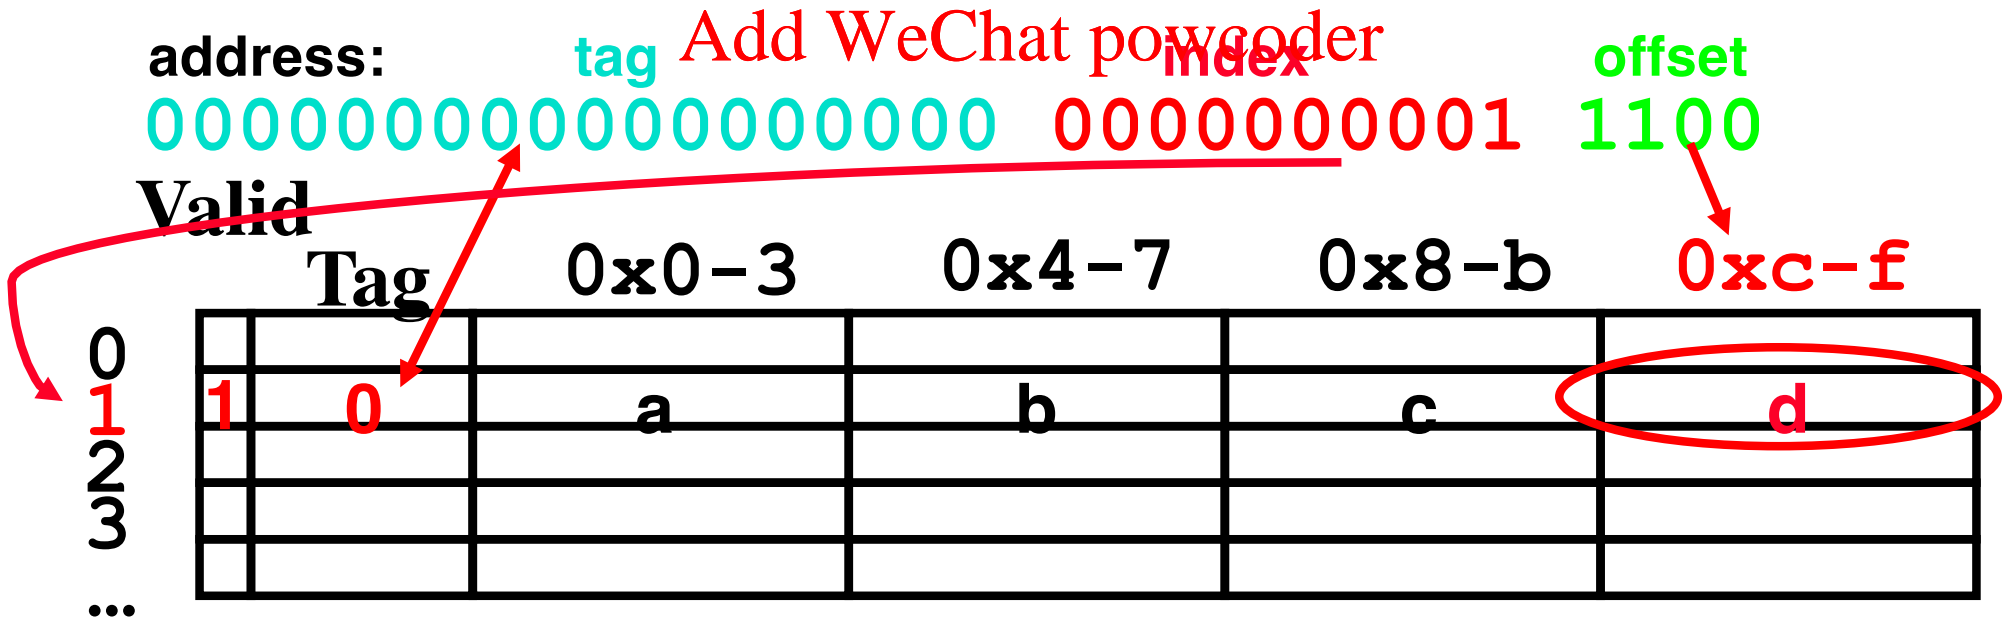 Add WeChat powcoder
address: tag index offset
000000000000000000 0000000001 1100
Valid
Tag 0x0-3 0x4-7 0x8-b 0xc-f
0
1 1 0 a b c d
2
3
...